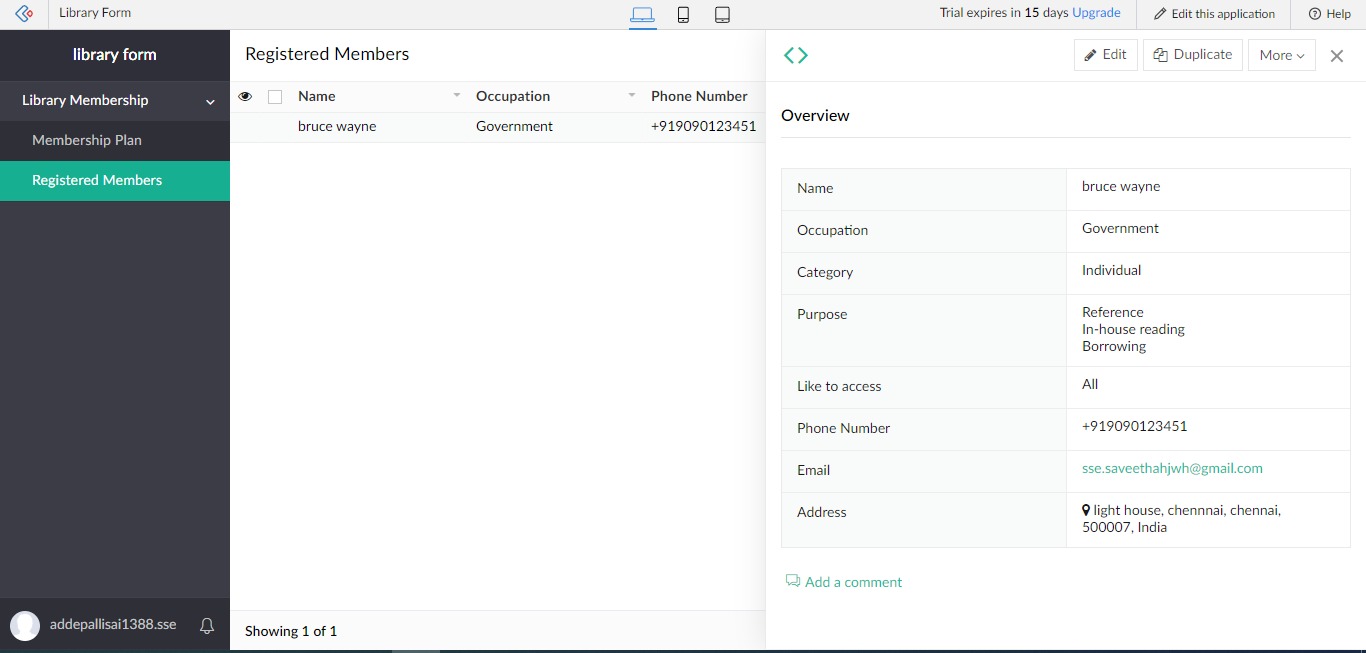 Library Form
Trial expires in 15 days Upgrade
Edit this application
Help
library form
Library Membership
Membership Plan
Registered Members
addepallisai1388.sse
Registered Members
Name Occupation Phone Number
bruce wayne Government +919090123451
Showing 1 of 1
Edit Duplicate More
Overview
Name bruce wayne
Occupation Government
Category Individual
Purpose Reference
In-house reading
Borrowing
Like to access All
Phone Number +919090123451
Email sse.saveethahjwh@gmail.com
Address light house, chennnai, chennai,
500007, India
Add a comment